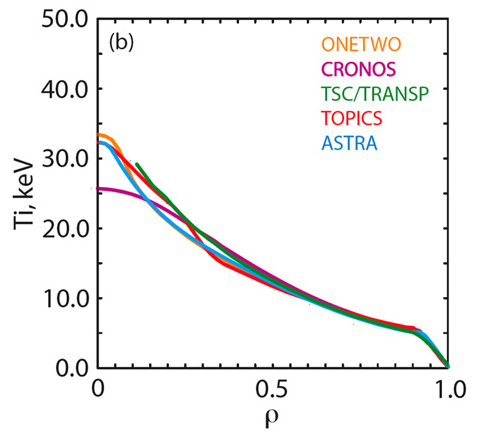 50.0
(b)
ONETWO
CRONOS
TSC/TRANSP
TOPICS
ASTRA
40.0
30.0
20.0
10.0
0.0
Ti, keV
0
0.5
1.0
ρ